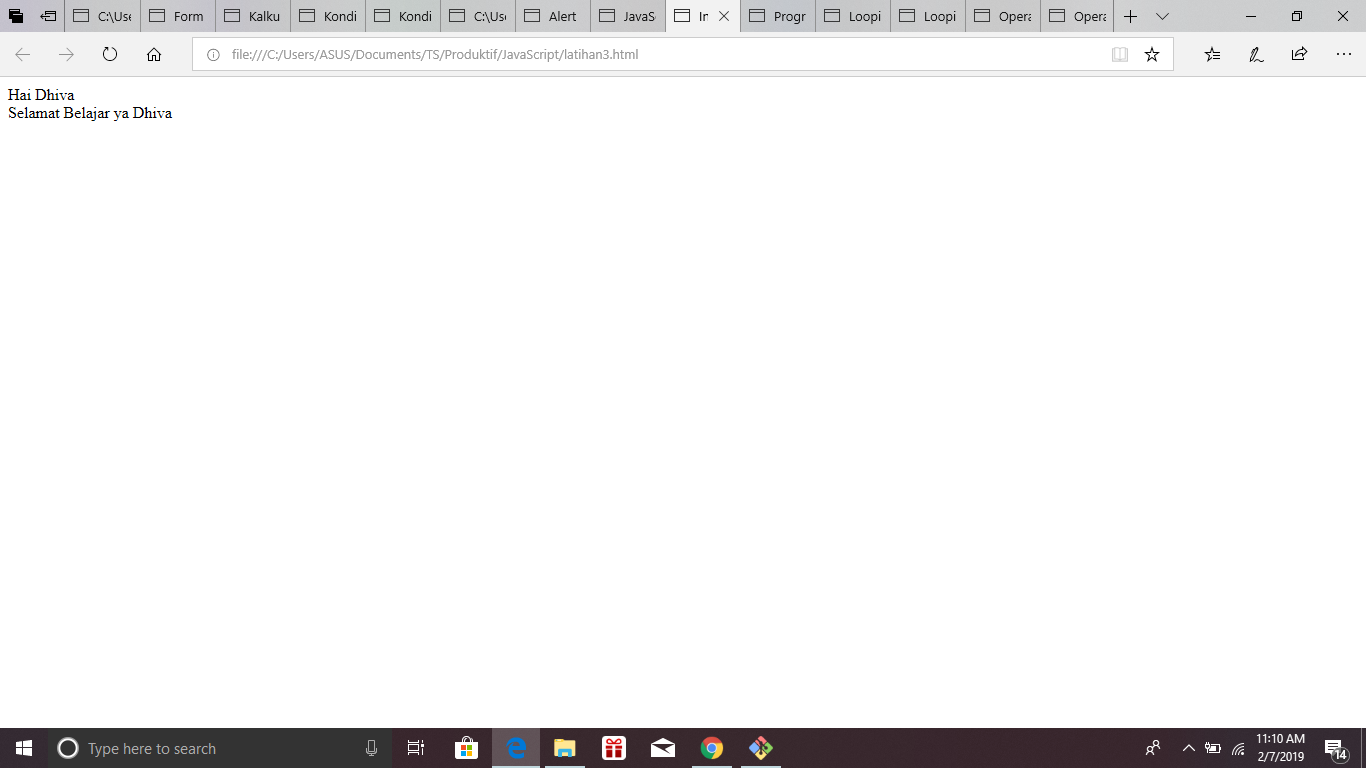 C:\Use Form Kalku Kondi Kondi C:\Use Alert JavaS In Progr Loopi Loopi Opera Opera
file:///C:/Users/ASUS/Documents/TS/Produktif/JavaScript/latihan3.html
Hai Dhiva
Selamat Belajar ya Dhiva
Type here to search
11:10 AM
2/7/2019
14